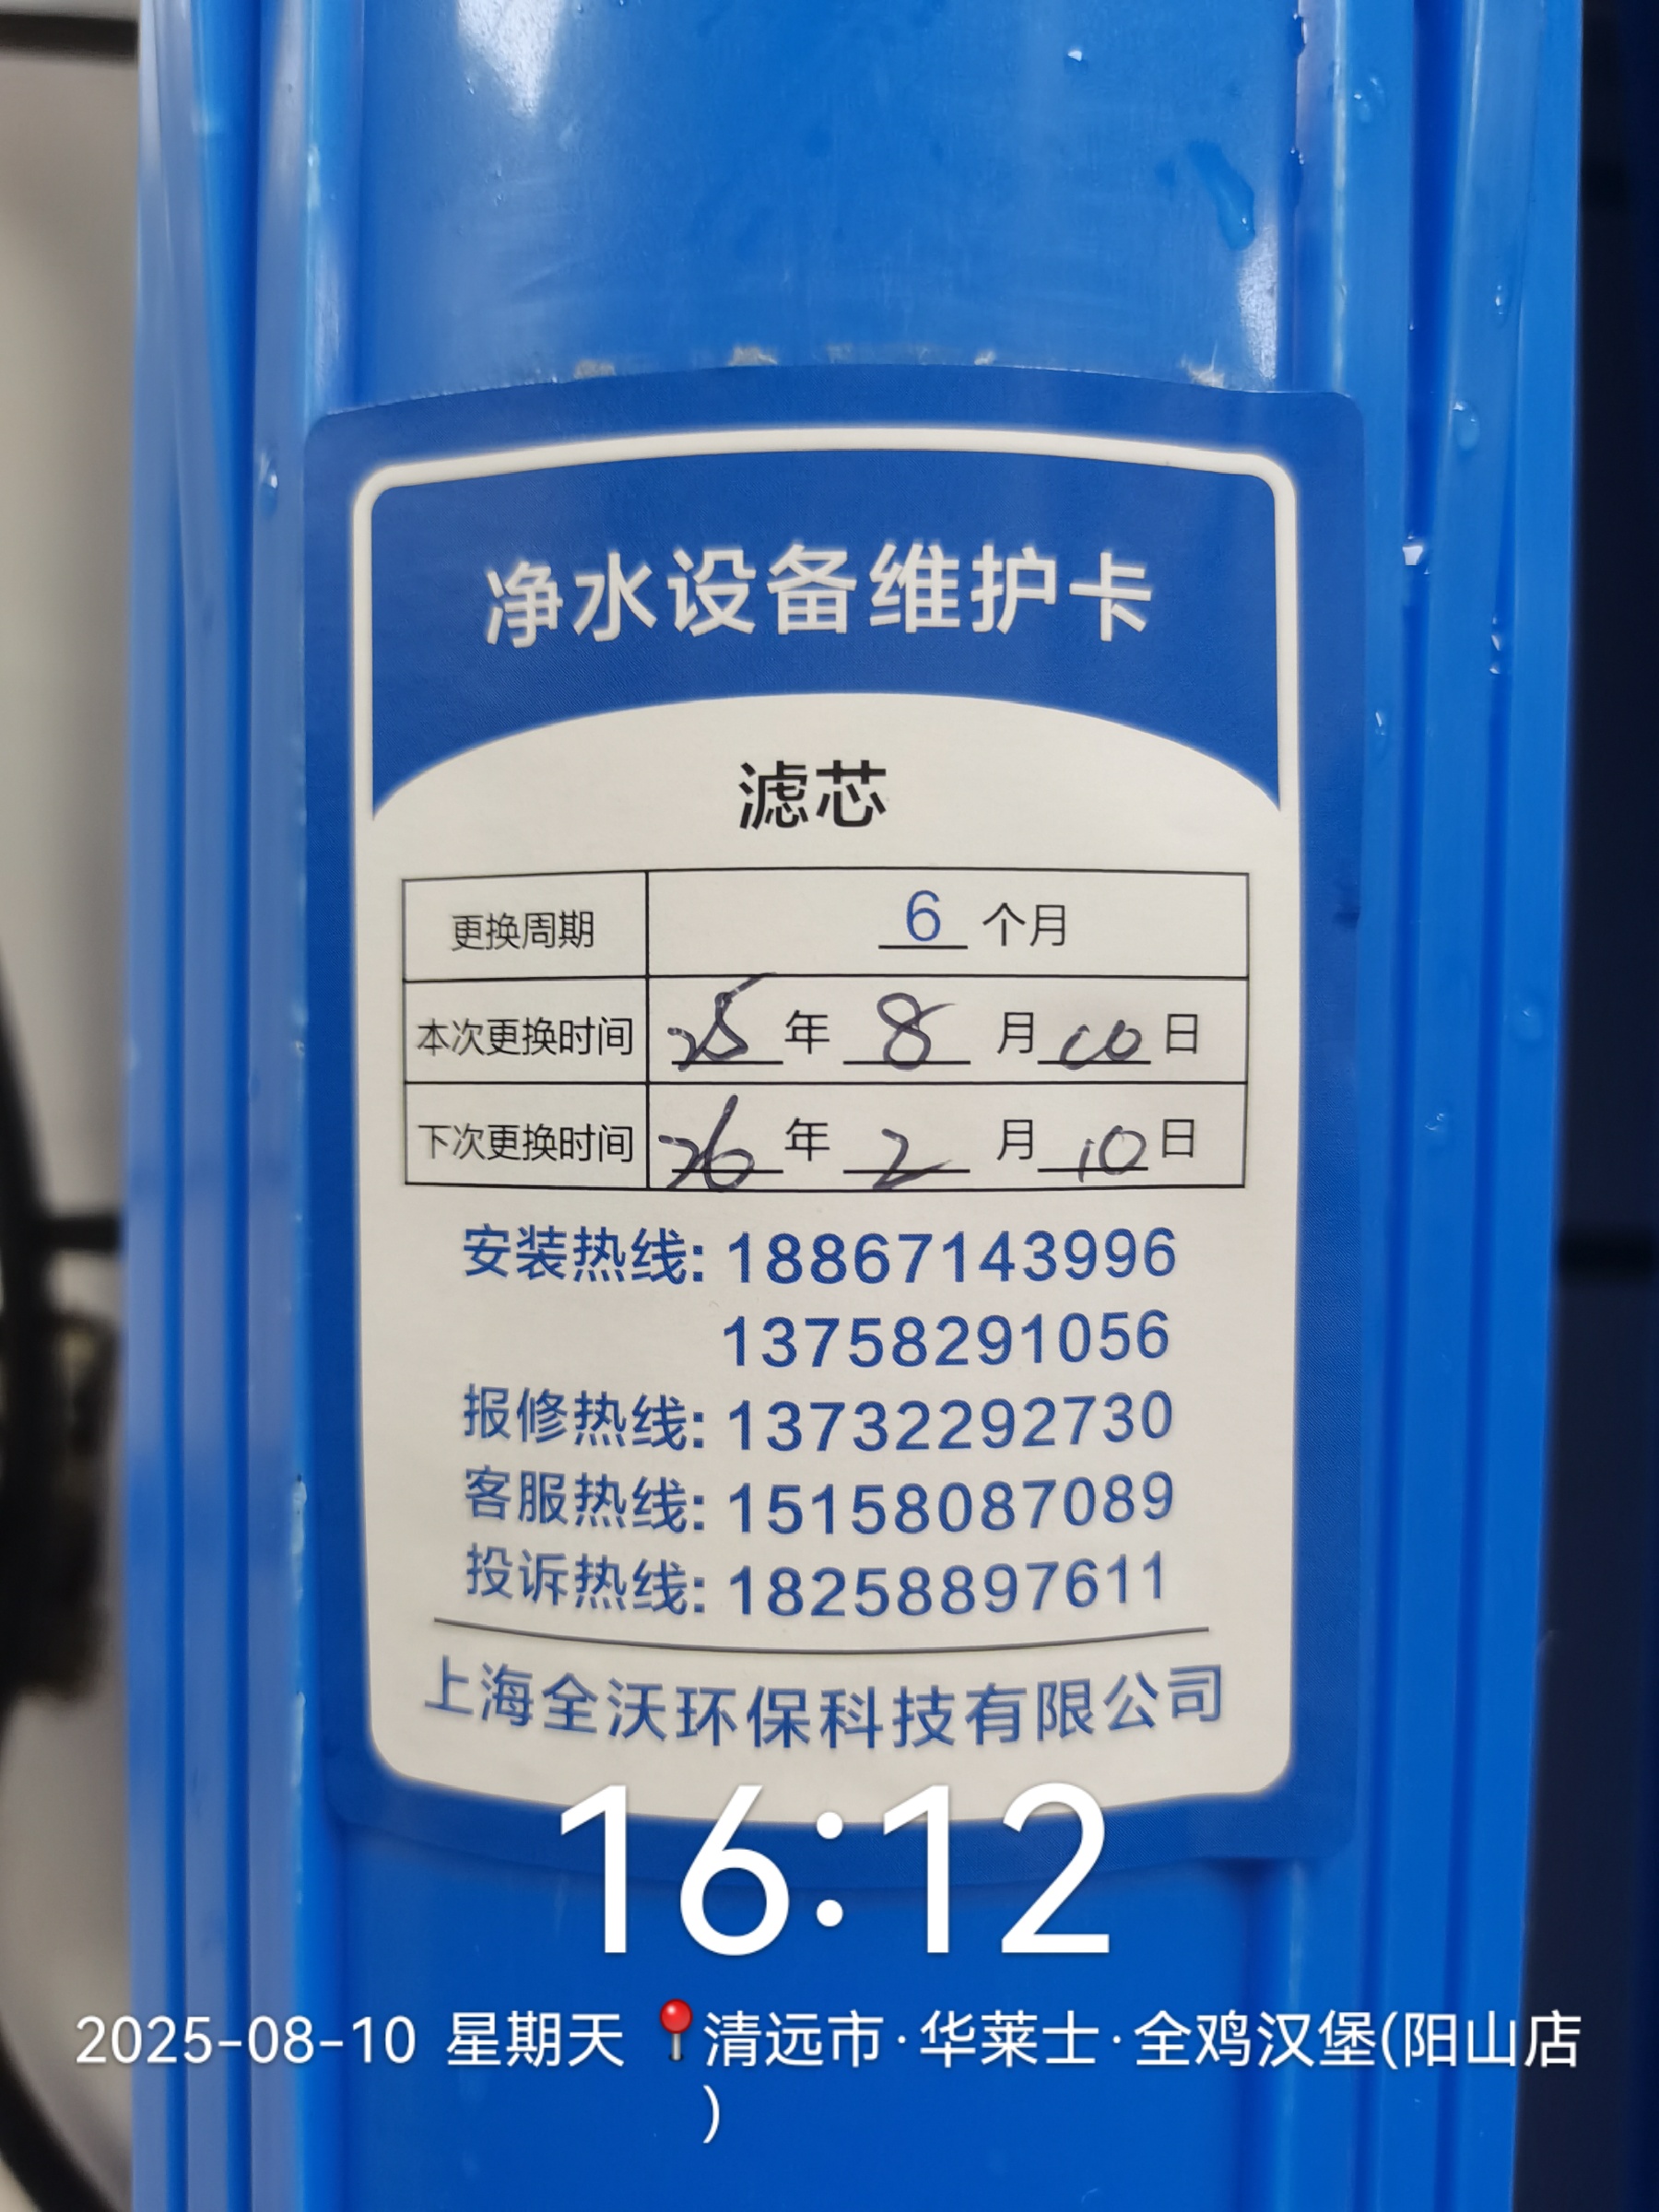 净水设备维护卡
滤芯
更换周期 6 个月
本次更换时间 25 年 8 月 10 日
下次更换时间 26 年 2 月 10 日
安装热线: 18867143996
13758291056
报修热线: 13732292730
客服热线: 15158087089
投诉热线: 18258897611
上海全沃环保科技有限公司
16:12
2025-08-10 星期天 📍清远市·华莱士·全鸡汉堡(阳山店
)